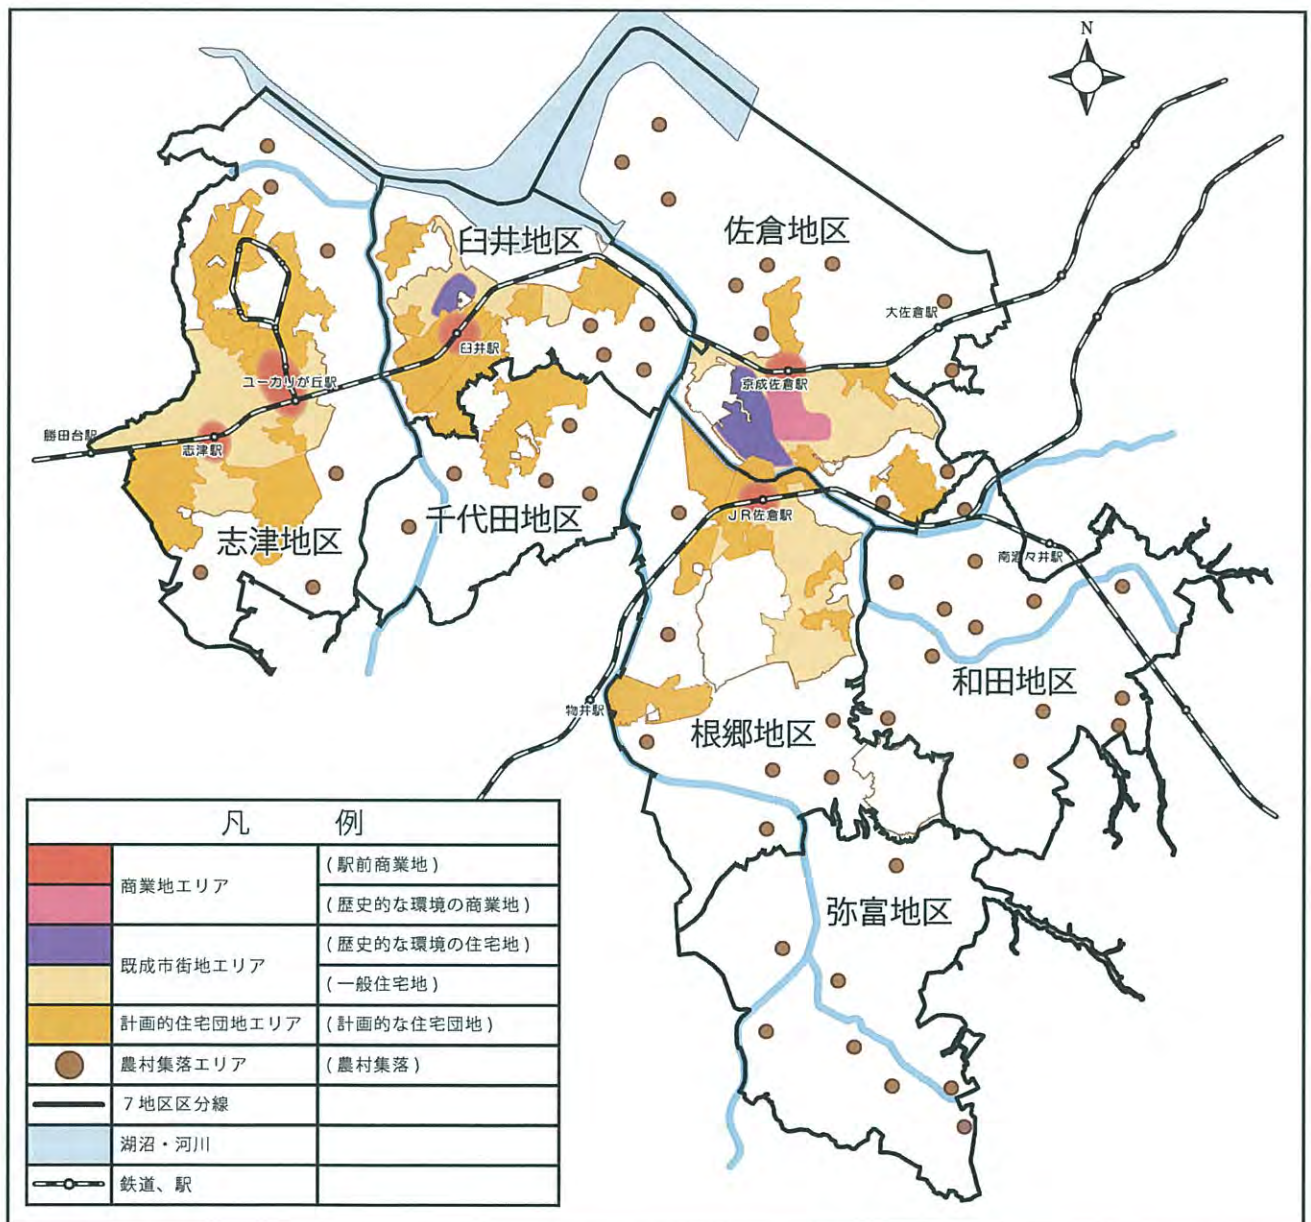 N
佐倉地区
臼井地区
大佐倉駅
臼井駅
ユーカリが丘駅
京成佐倉駅
勝田台駅
志津駅
JR佐倉駅
千代田地区
志津地区
南酒々井駅
和田地区
物井駅
根郷地区
弥富地区
凡 例
商業地エリア
(駅前商業地)
(歴史的な環境の商業地)
既成市街地エリア
(歴史的な環境の住宅地)
(一般住宅地)
計画的住宅団地エリア
(計画的な住宅団地)
農村集落エリア
(農村集落)
7地区区分線
湖沼・河川
鉄道、駅